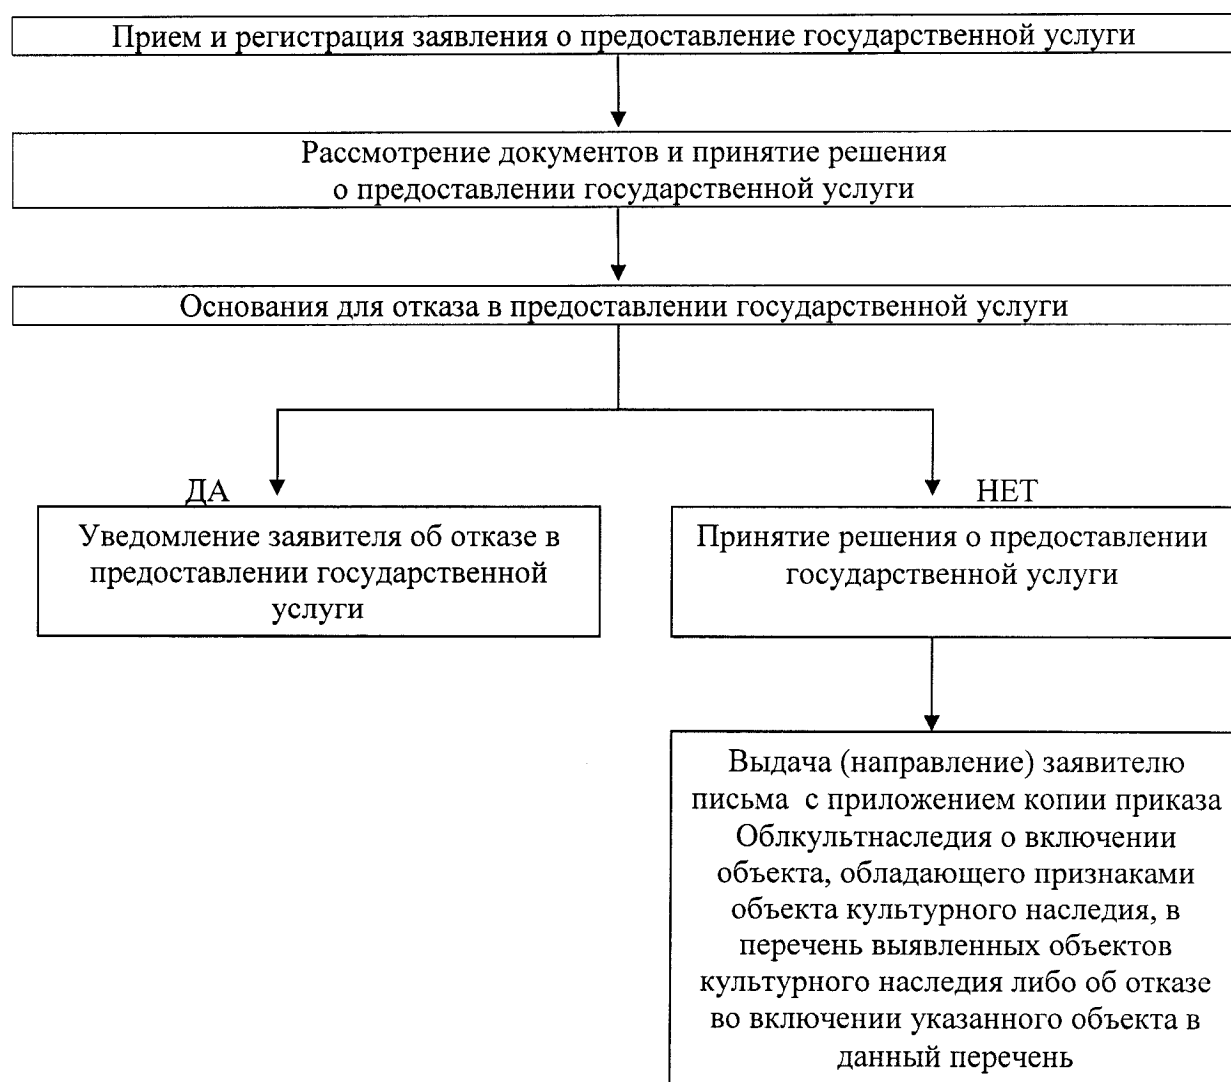 Прием и регистрация заявления о предоставление государственной услуги
Рассмотрение документов и принятие решения
о предоставлении государственной услуги
Основания для отказа в предоставлении государственной услуги
ДА
НЕТ
Уведомление заявителя об отказе в
предоставлении государственной
услуги
Принятие решения о предоставлении
государственной услуги
Выдача (направление) заявителю
письма с приложением копии приказа
Облкультнаследия о включении
объекта, обладающего признаками
объекта культурного наследия, в
перечень выявленных объектов
культурного наследия либо об отказе
во включении указанного объекта в
данный перечень